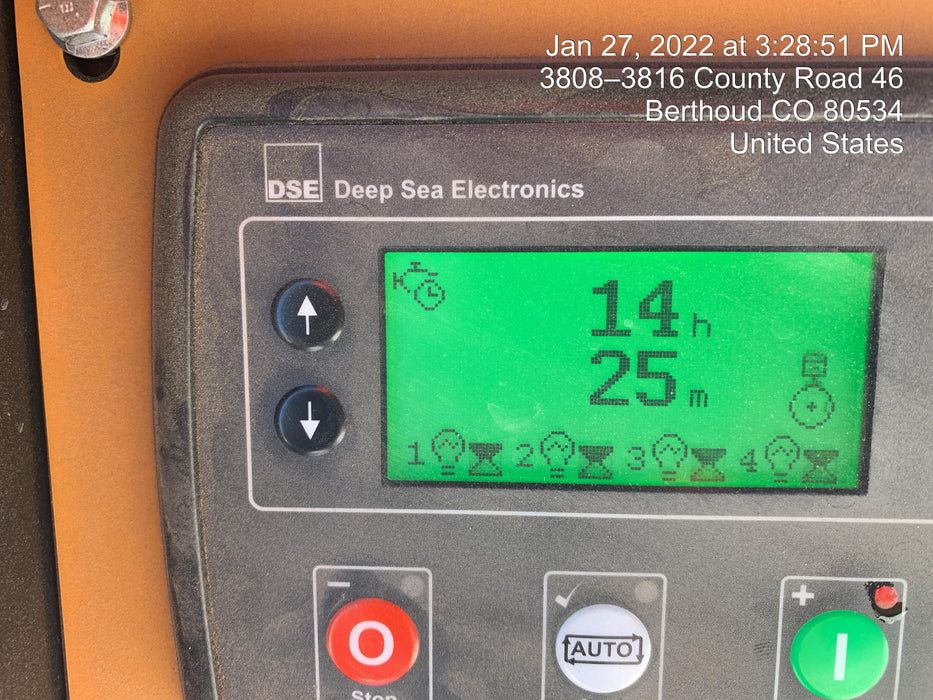 Jan 27, 2022 at 3:28:51 PM
3808–3816 County Road 46
Berthoud CO 80534
United States
DSE Deep Sea Electronics
14 h
25 m
1 2 3 4
AUTO
Stop